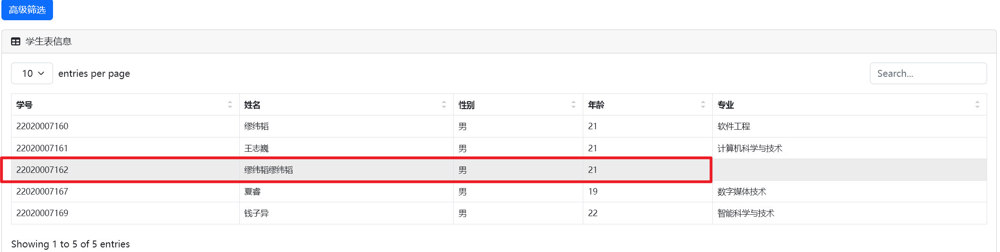 高级筛选
学生表信息
10 entries per page Search...
学号 姓名 性别 年龄 专业
22020007160 缪纬韬 男 21 软件工程
22020007161 王志巍 男 21 计算机科学与技术
22020007162 缪纬韬缪纬韬 男 21
22020007167 夏睿 男 19 数字媒体技术
22020007169 钱子异 男 22 智能科学与技术
Showing 1 to 5 of 5 entries